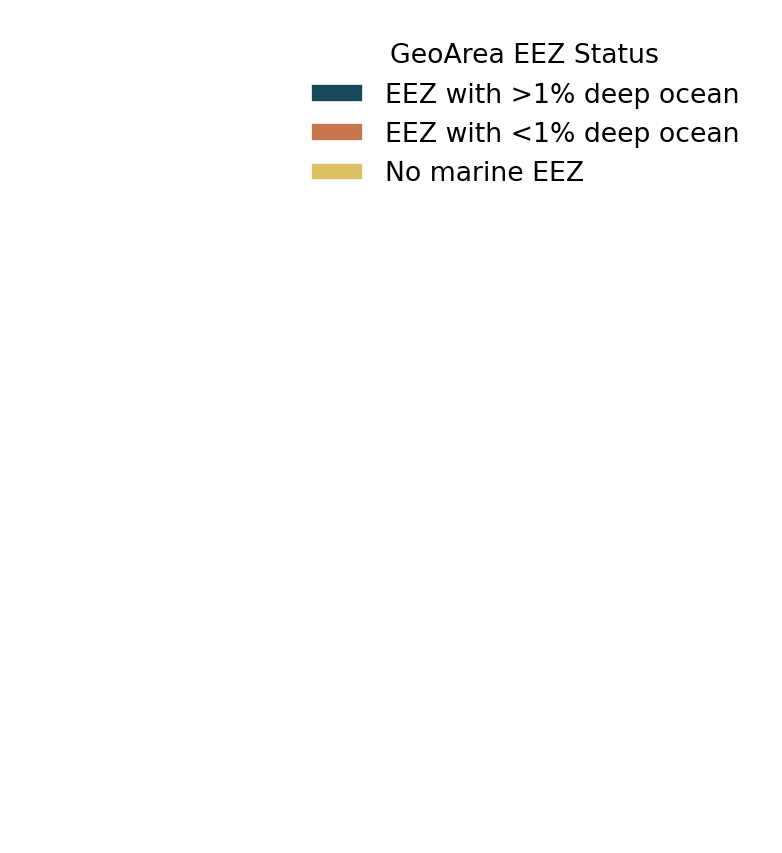 GeoArea EEZ Status
EEZ with >1% deep ocean
EEZ with <1% deep ocean
No marine EEZ